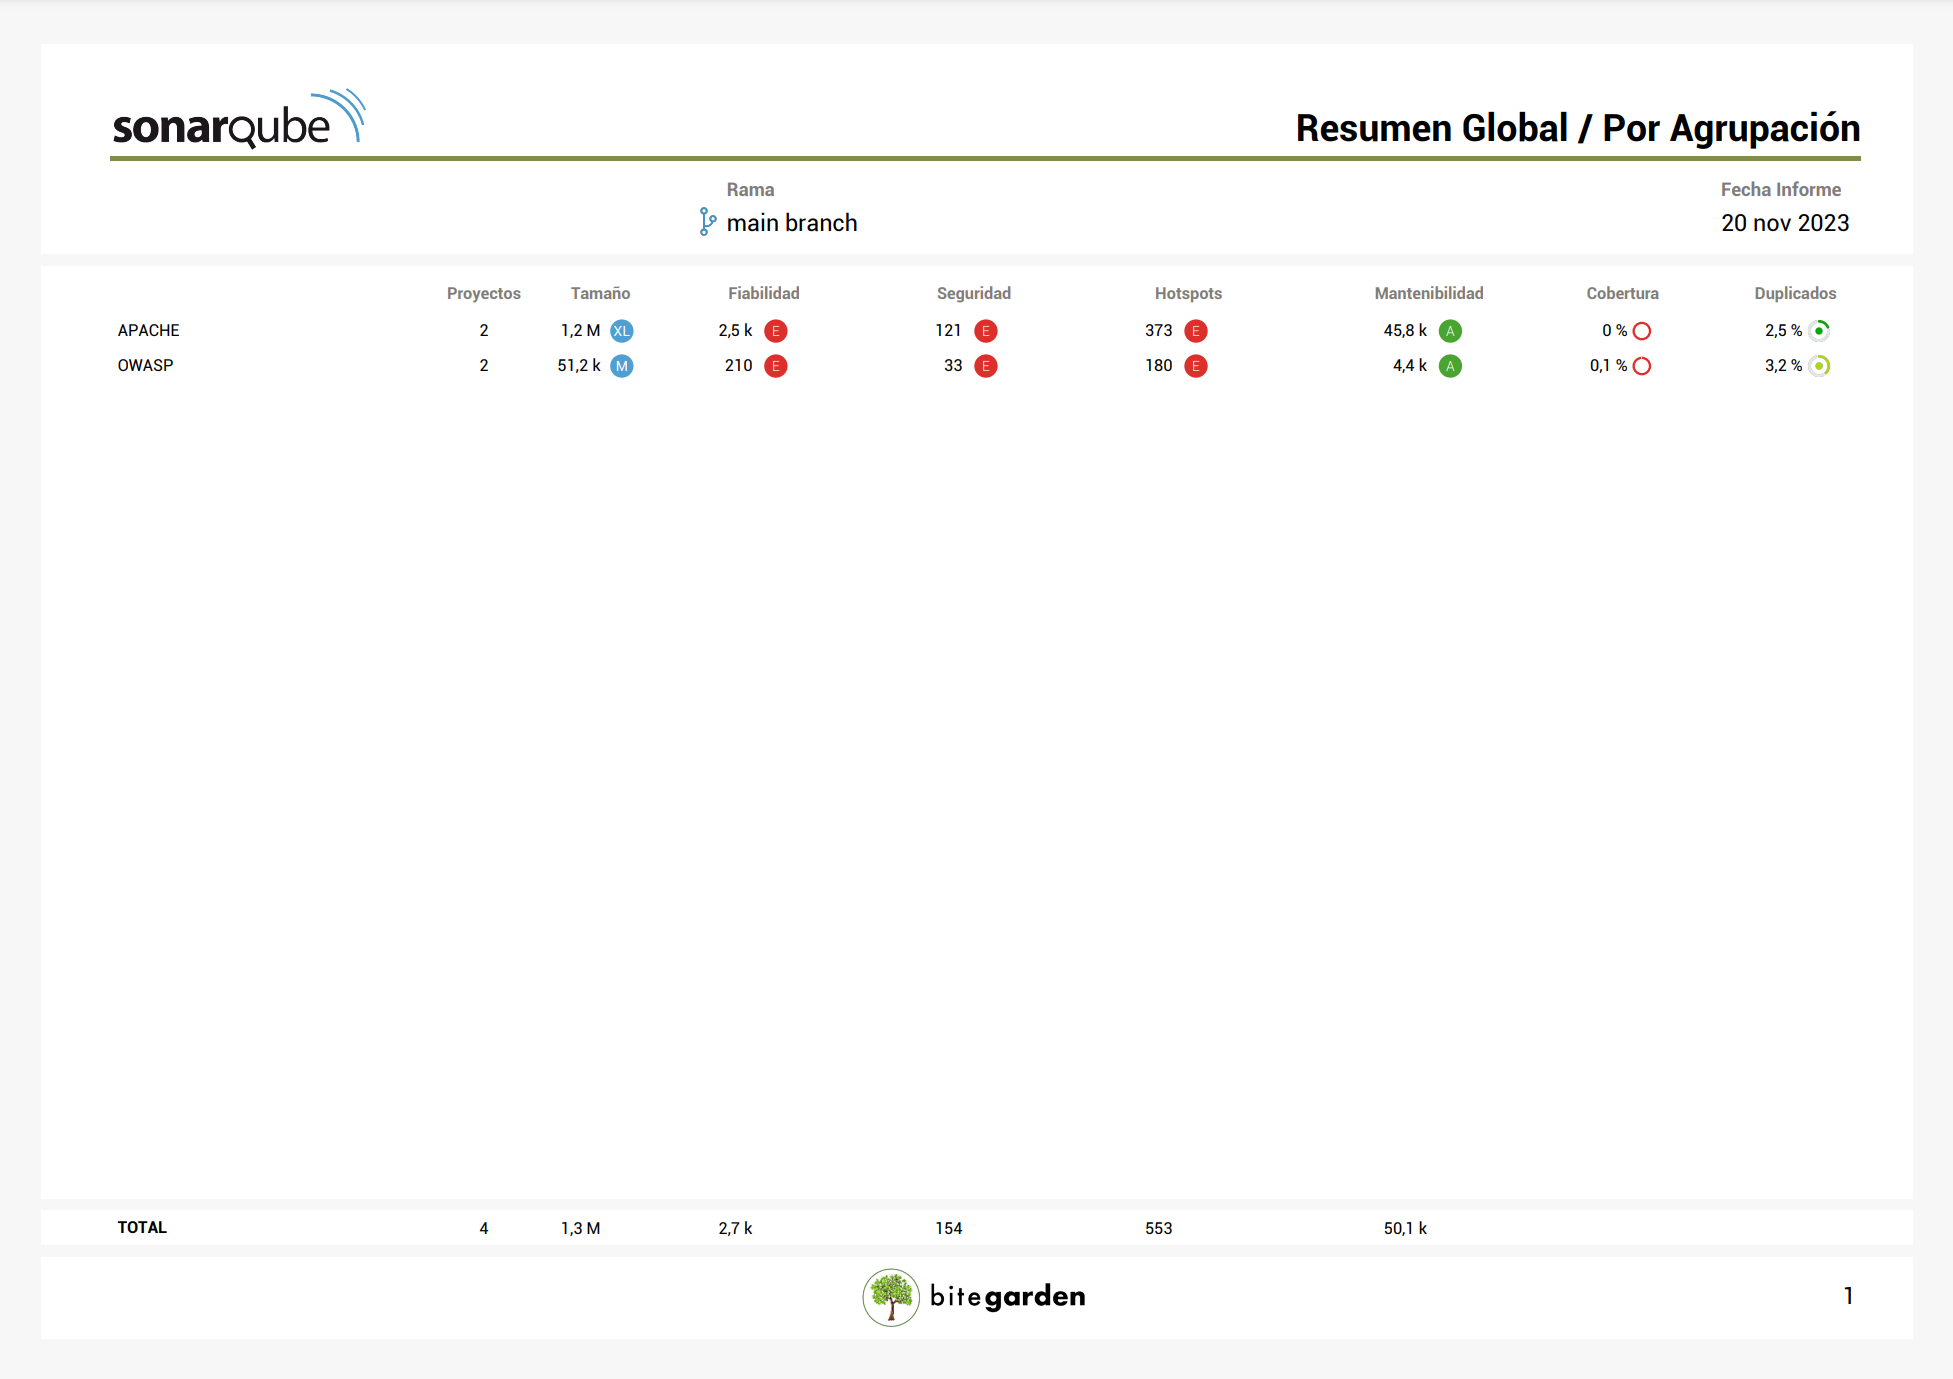 sonarqube
Resumen Global / Por Agrupación
Rama
main branch
Fecha Informe
20 nov 2023
Proyectos Tamaño Fiabilidad Seguridad Hotspots Mantenibilidad Cobertura Duplicados
APACHE 2 1,2 M XL 2,5 k E 121 E 373 E 45,8 k A 0 % 2,5 %
OWASP 2 51,2 k M 210 E 33 E 180 E 4,4 k A 0,1 % 3,2 %
TOTAL 4 1,3 M 2,7 k 154 553 50,1 k
bitegarden
1